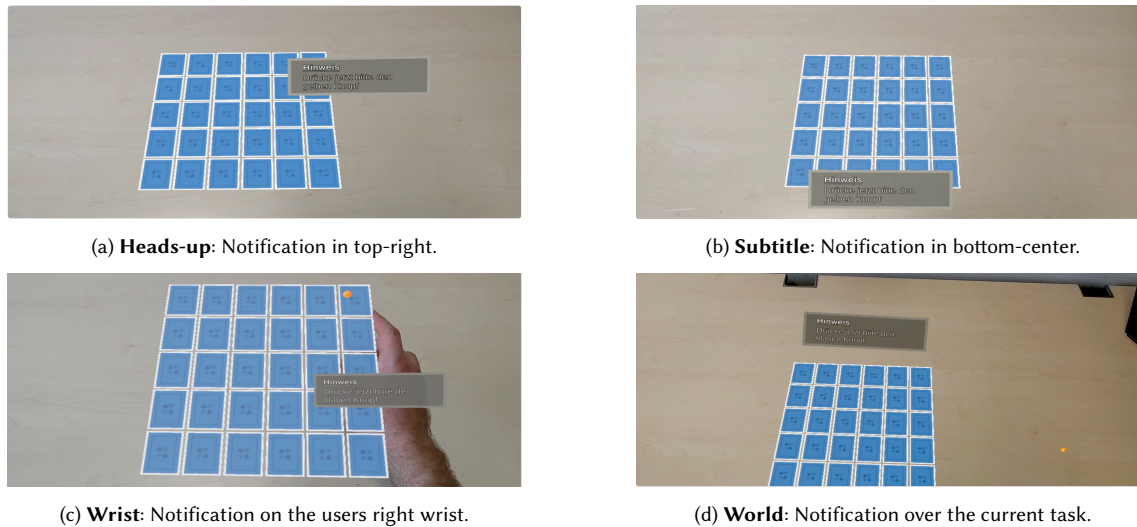 Hinweis
Drücke jetzt bitte den
gelben Knopf
(a) Heads-up: Notification in top-right.
Hinweis
Drücke jetzt bitte den
gelben Knopf
(b) Subtitle: Notification in bottom-center.
Hinweis
Drücke jetzt bitte den
blauen Knopf
(c) Wrist: Notification on the users right wrist.
Hinweis
Drücke jetzt bitte den
blauen Knopf
(d) World: Notification over the current task.